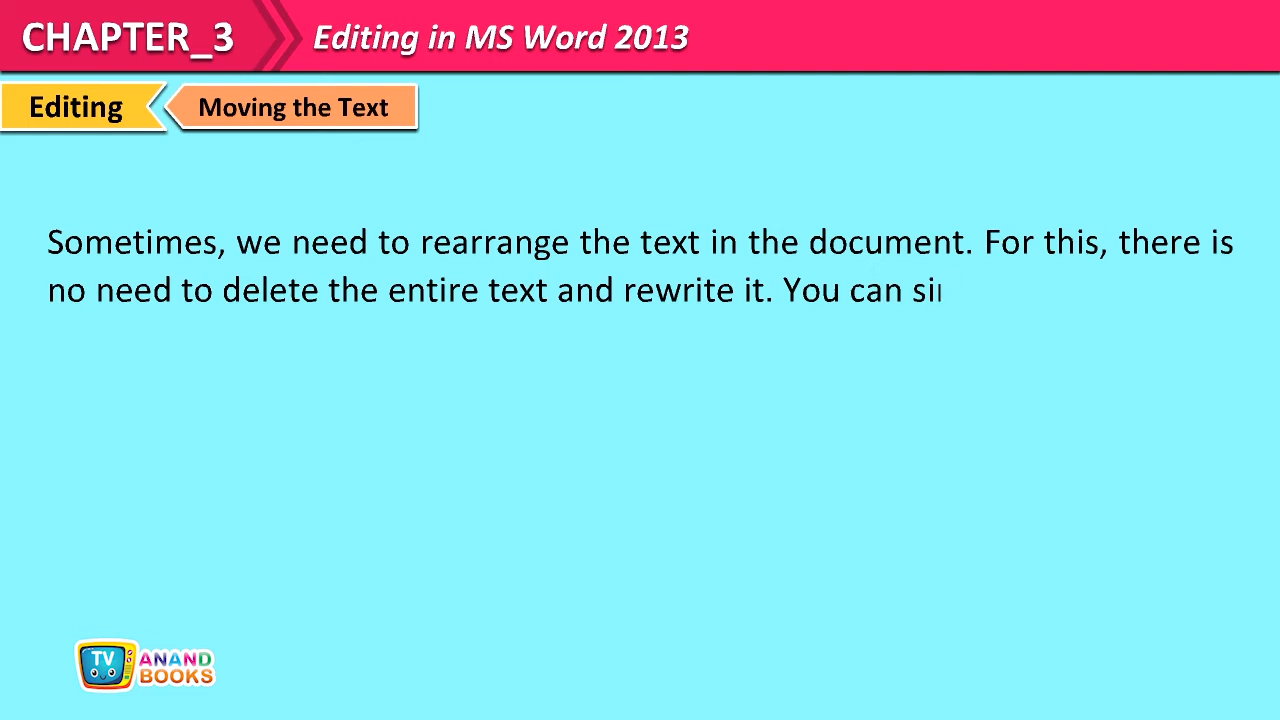 CHAPTER_3
Editing in MS Word 2013
Editing
Moving the Text
Sometimes, we need to rearrange the text in the document. For this, there is
no need to delete the entire text and rewrite it. You can
TV
ANAND
BOOKS